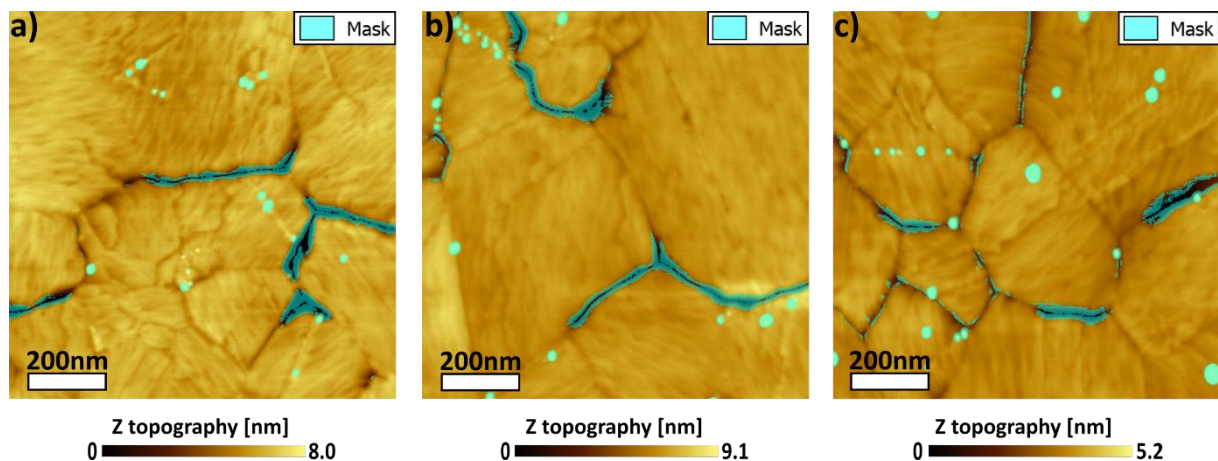 a)
Mask
b)
Mask
c)
Mask
200nm
200nm
200nm
Z topography [nm]
0
8.0
Z topography [nm]
0
9.1
Z topography [nm]
0
5.2